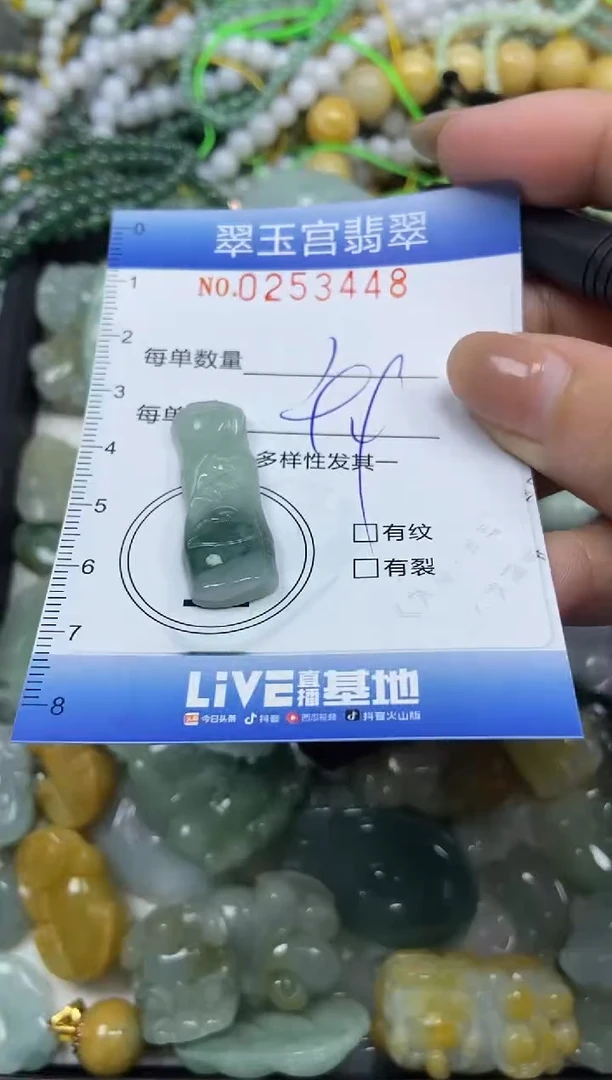 翠玉宫翡翠
NO.0253448
每单数量
每单
多样性发其一
□有纹
□有裂
LiVE直播基地
今日头条 抖音 西瓜视频 抖音火山版
0
1
2
3
4
5
6
7
8